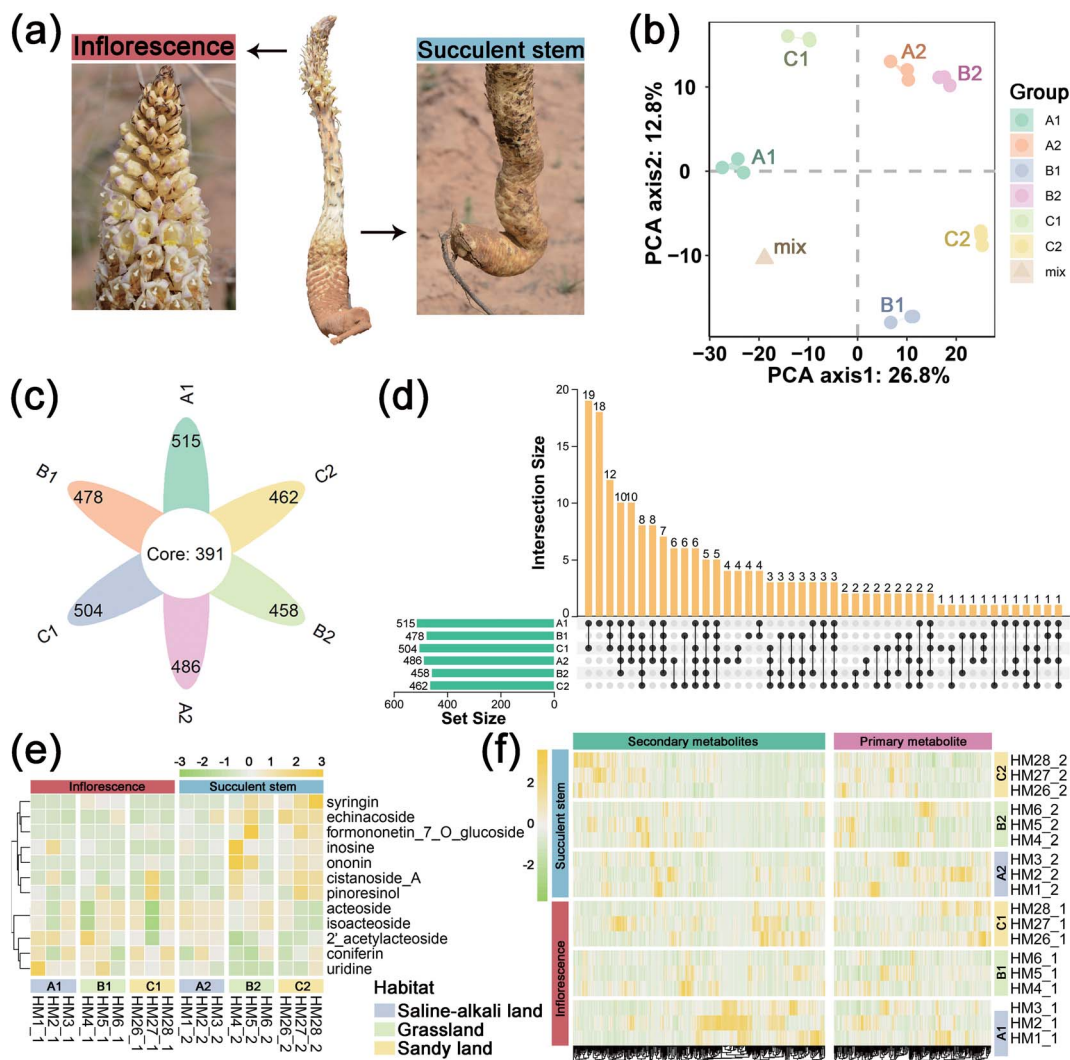 (a)
Inflorescence
Succulent stem
(b)
PCA axis2: 12.8%
10
0
−10
C1
A2
B2
A1
mix
C2
B1
−30
−20
−10
0
10
20
PCA axis1: 26.8%
Group
A1
A2
B1
B2
C1
C2
mix
(c)
A1
515
B1
478
C2
462
Core: 391
C1
504
B2
458
486
A2
(d)
Intersection Size
20
15
10
5
0
19 18 12 10 10 8 8 7 6 6 6 5 5 4 4 4 4 3 3 3 3 3 3 3 2 2 2 2 2 2 2 2 2 1 1 1 1 1 1 1 1 1 1 1 1
515 A1
478 B1
504 C1
486 A2
458 B2
462 C2
600 400 200 0
Set Size
(e)
-3 -2 -1 0 1 2 3
Inflorescence
Succulent stem
syringin
echinacoside
formononetin_7_O_glucoside
inosine
ononin
cistanoside_A
pinoresinol
acteoside
isoacteoside
2'_acetylacteoside
coniferin
uridine
A1 B1 C1 A2 B2 C2
HM1_1
HM2_1
HM3_1
HM4_1
HM5_1
HM6_1
HM26_1
HM27_1
HM28_1
HM1_2
HM2_2
HM3_2
HM4_2
HM5_2
HM6_2
HM26_2
HM27_2
HM28_2
Habitat
Saline-alkali land
Grassland
Sandy land
(f)
2
0
-2
Secondary metabolites
Primary metabolite
Succulent stem
Inflorescence
C2
HM28_2
HM27_2
HM26_2
B2
HM6_2
HM5_2
HM4_2
A2
HM3_2
HM2_2
HM1_2
C1
HM28_1
HM27_1
HM26_1
B1
HM6_1
HM5_1
HM4_1
A1
HM3_1
HM2_1
HM1_1